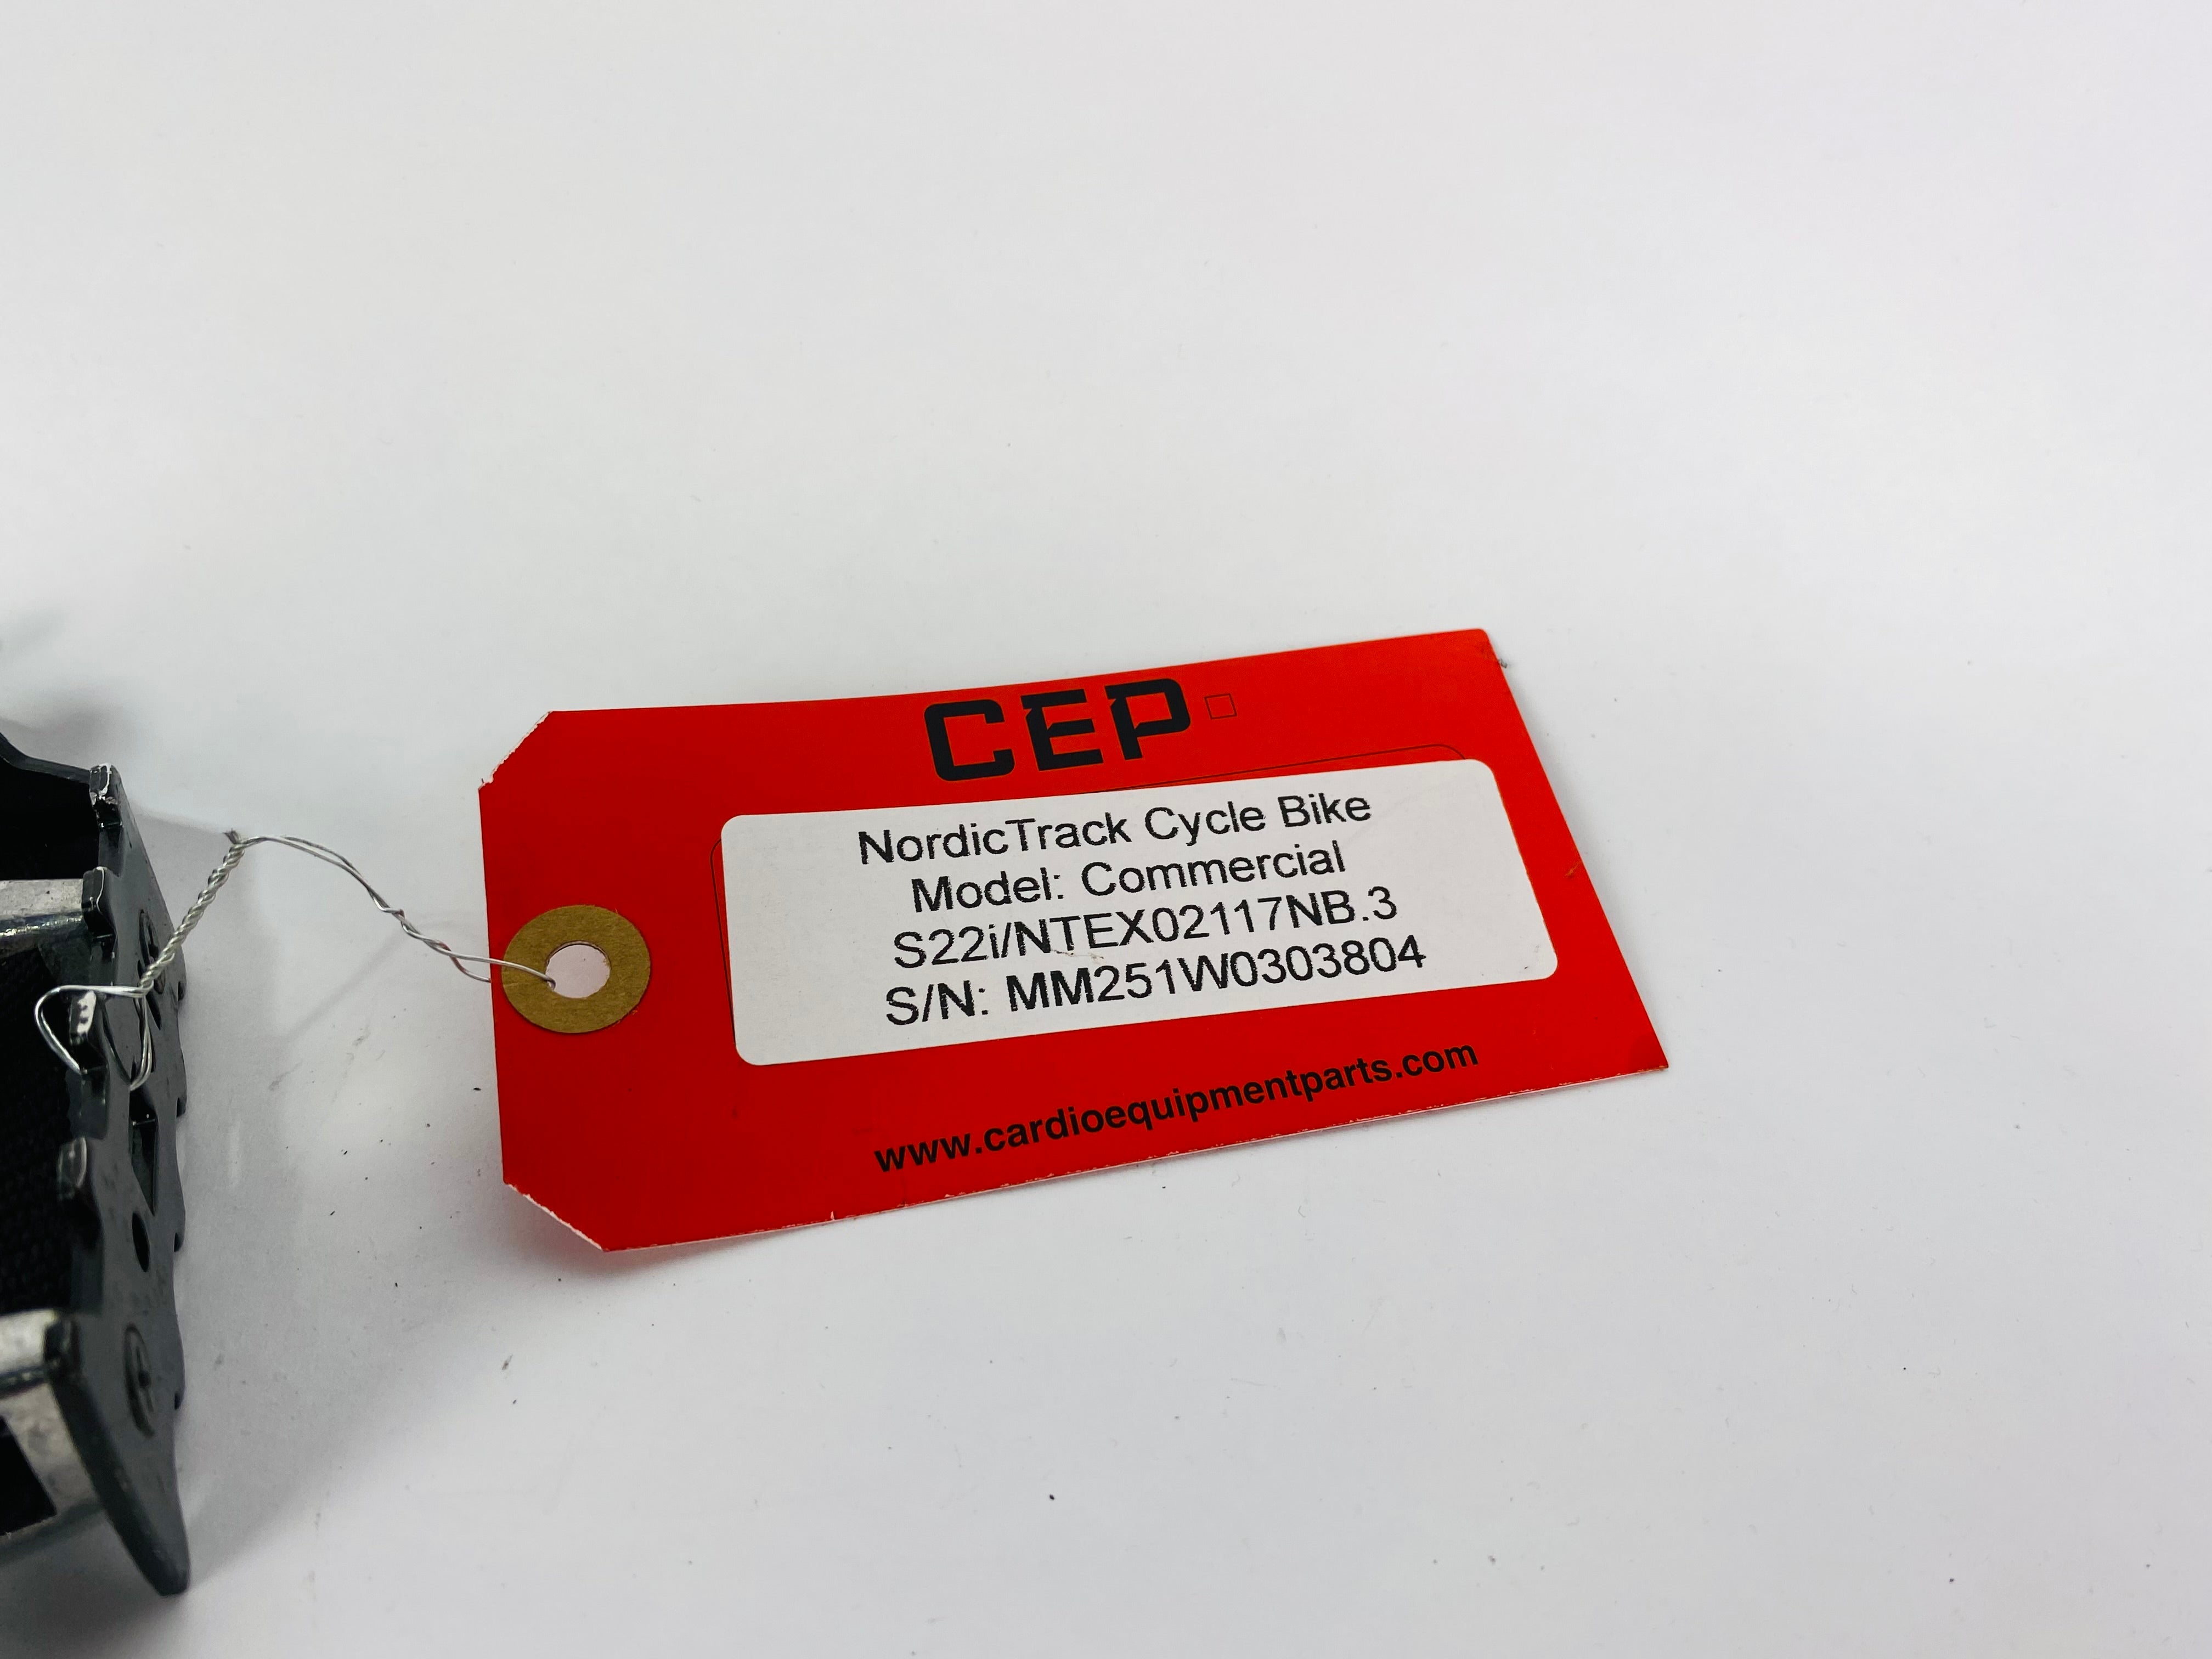 CEP
NordicTrack Cycle Bike
Model: Commercial
S22i/NTEX02117NB.3
S/N: MM251W0303804
www.cardioequipmentparts.com